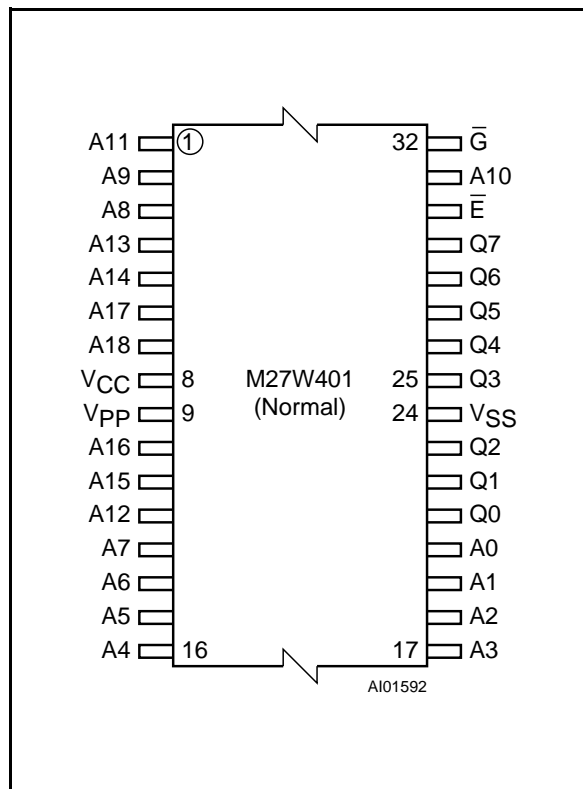 A11 1 32 G̅
A9 A10
A8 E̅
A13 Q7
A14 Q6
A17 Q5
A18 Q4
VCC 8 M27W401 25 Q3
VPP 9 (Normal) 24 VSS
A16 Q2
A15 Q1
A12 Q0
A7 A0
A6 A1
A5 A2
A4 16 17 A3
AI01592